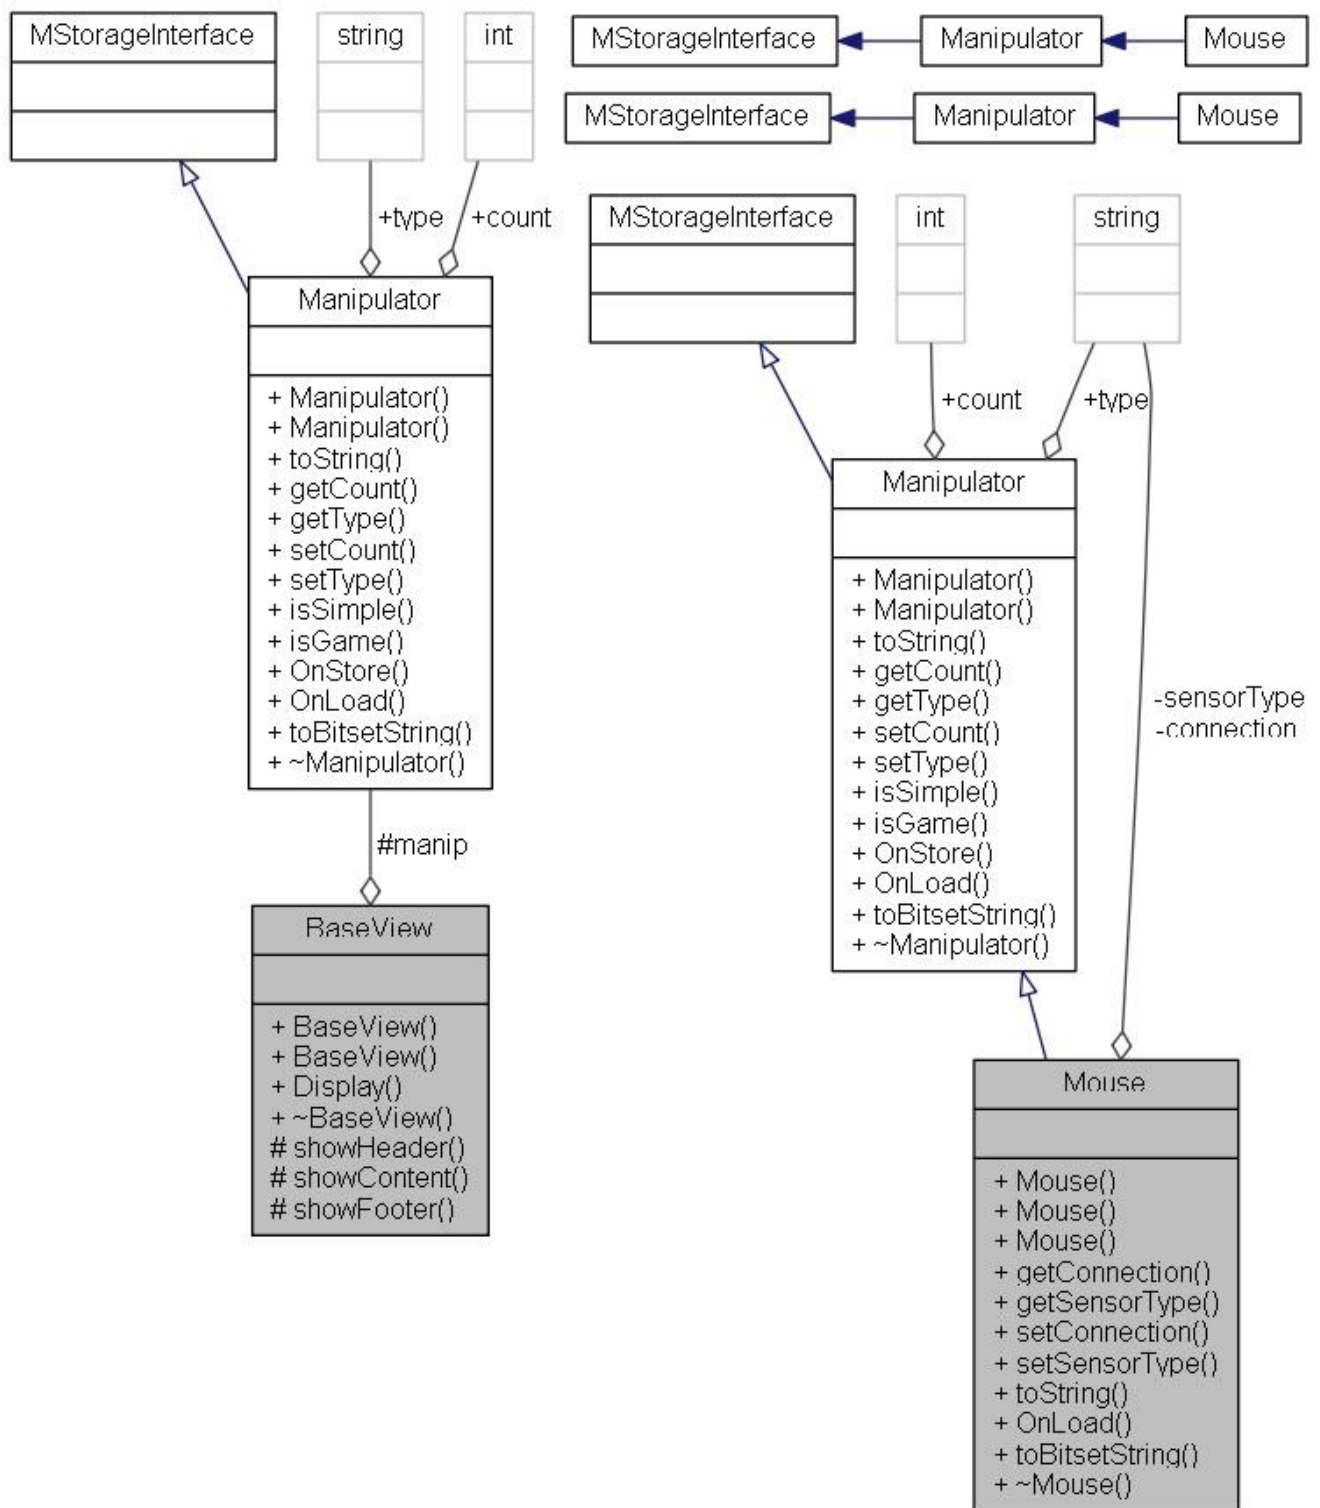 MStorageInterface
string
int
+type
+count
Manipulator
+ Manipulator()
+ Manipulator()
+ toString()
+ getCount()
+ getType()
+ setCount()
+ setType()
+ isSimple()
+ isGame()
+ OnStore()
+ OnLoad()
+ toBitsetString()
+ ~Manipulator()
#manip
BaseView
+ BaseView()
+ BaseView()
+ Display()
+ ~BaseView()
# showHeader()
# showContent()
# showFooter()
MStorageInterface
Manipulator
Mouse
MStorageInterface
Manipulator
Mouse
MStorageInterface
int
string
+count
+type
Manipulator
+ Manipulator()
+ Manipulator()
+ toString()
+ getCount()
+ getType()
+ setCount()
+ setType()
+ isSimple()
+ isGame()
+ OnStore()
+ OnLoad()
+ toBitsetString()
+ ~Manipulator()
-sensorType
-connection
Mouse
+ Mouse()
+ Mouse()
+ Mouse()
+ getConnection()
+ getSensorType()
+ setConnection()
+ setSensorType()
+ toString()
+ OnLoad()
+ toBitsetString()
+ ~Mouse()